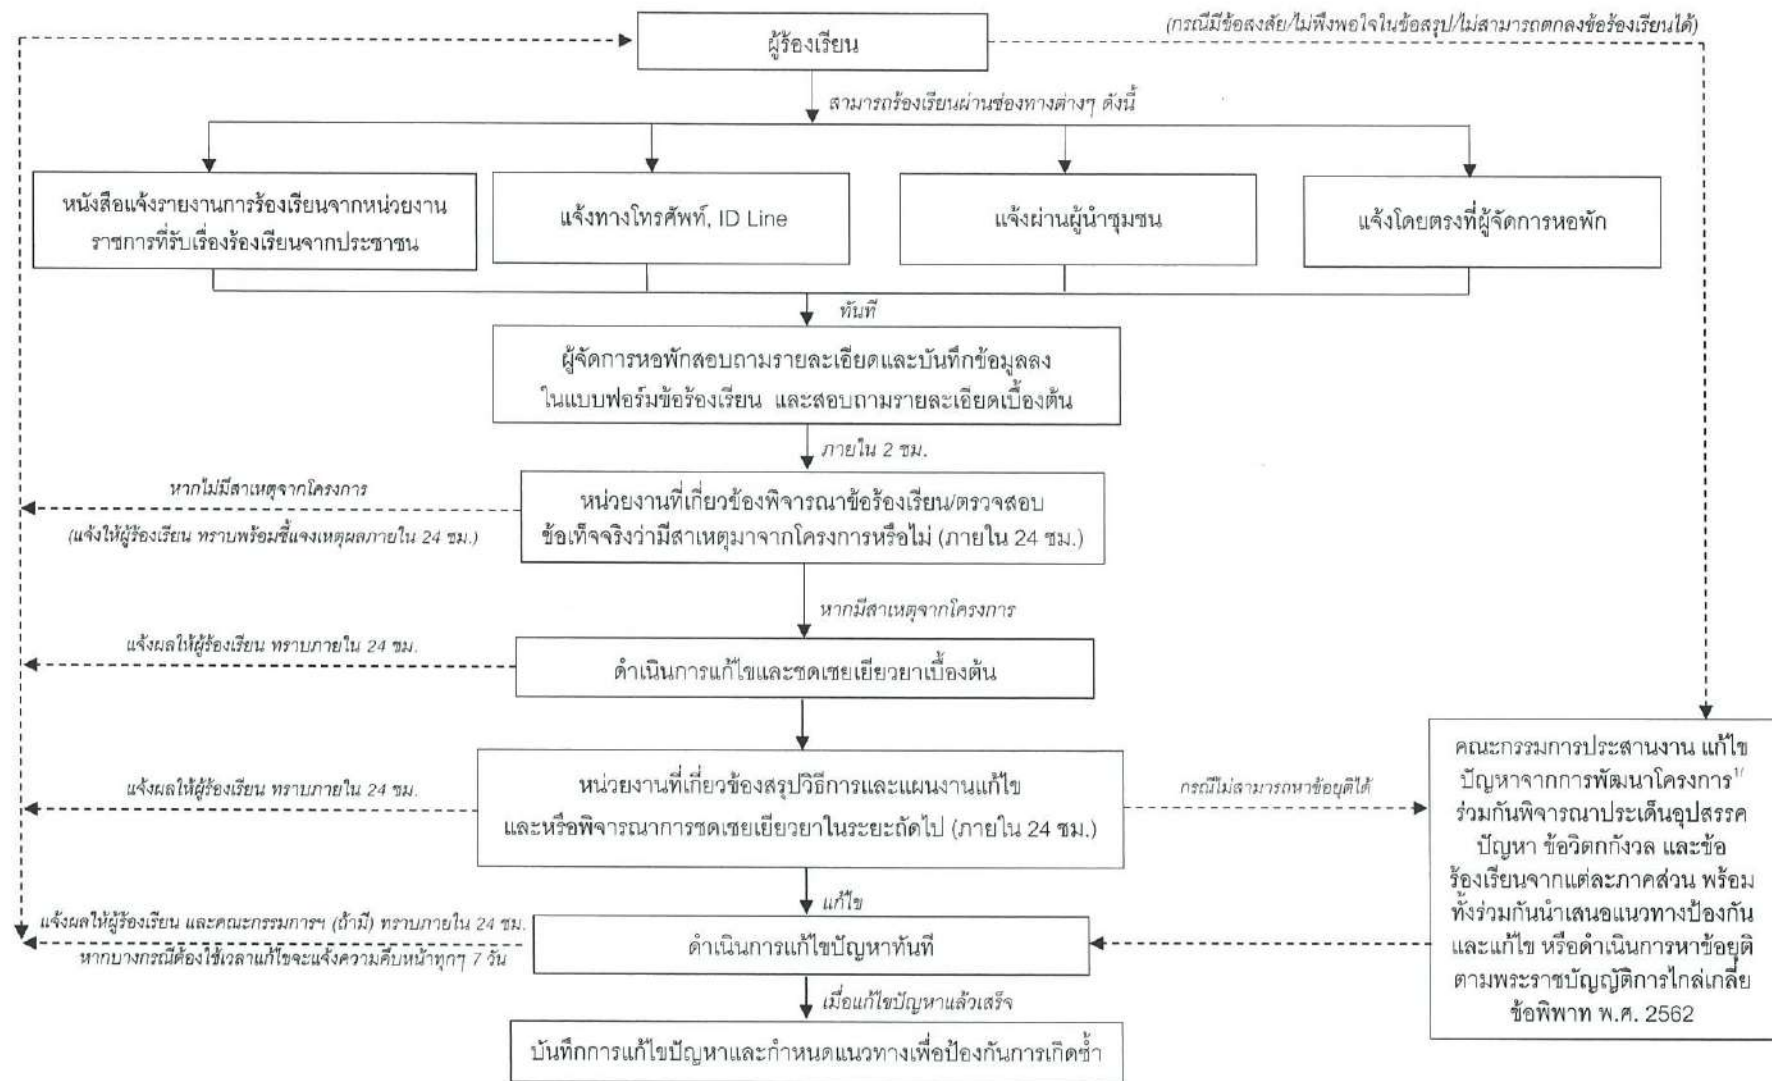 ผู้ร้องเรียน
(กรณีมีข้อสงสัย/ไม่พึงพอใจในข้อสรุป/ไม่สามารถตกลงข้อร้องเรียนได้)
สามารถร้องเรียนผ่านช่องทางต่างๆ ดังนี้
หนังสือแจ้งรายงานการร้องเรียนจากหน่วยงาน
ราชการที่รับเรื่องร้องเรียนจากประชาชน
แจ้งทางโทรศัพท์, ID Line
แจ้งผ่านผู้นำชุมชน
แจ้งโดยตรงที่ผู้จัดการหอพัก
ทันที
ผู้จัดการหอพักสอบถามรายละเอียดและบันทึกข้อมูลลง
ในแบบฟอร์มข้อร้องเรียน และสอบถามรายละเอียดเบื้องต้น
ภายใน 2 ชม.
หากไม่มีสาเหตุจากโครงการ
(แจ้งให้ผู้ร้องเรียน ทราบพร้อมชี้แจงเหตุผลภายใน 24 ชม.)
หน่วยงานที่เกี่ยวข้องพิจารณาข้อร้องเรียน/ตรวจสอบ
ข้อเท็จจริงว่ามีสาเหตุมาจากโครงการหรือไม่ (ภายใน 24 ชม.)
หากมีสาเหตุจากโครงการ
แจ้งผลให้ผู้ร้องเรียน ทราบภายใน 24 ชม.
ดำเนินการแก้ไขและชดเชยเยียวยาเบื้องต้น
แจ้งผลให้ผู้ร้องเรียน ทราบภายใน 24 ชม.
หน่วยงานที่เกี่ยวข้องสรุปวิธีการและแผนงานแก้ไข
และหรือพิจารณาการชดเชยเยียวยาในระยะถัดไป (ภายใน 24 ชม.)
กรณีไม่สามารถหาข้อยุติได้
คณะกรรมการประสานงาน แก้ไข
ปัญหาจากการพัฒนาโครงการ1/
ร่วมกันพิจารณาประเด็นอุปสรรค
ปัญหา ข้อวิตกกังวล และข้อ
ร้องเรียนจากแต่ละภาคส่วน พร้อม
ทั้งร่วมกันนำเสนอแนวทางป้องกัน
และแก้ไข หรือดำเนินการหาข้อยุติ
ตามพระราชบัญญัติการไกล่เกลี่ย
ข้อพิพาท พ.ศ. 2562
แก้ไข
แจ้งผลให้ผู้ร้องเรียน และคณะกรรมการฯ (ถ้ามี) ทราบภายใน 24 ชม.
หากบางกรณีต้องใช้เวลาแก้ไขจะแจ้งความคืบหน้าทุกๆ 7 วัน
ดำเนินการแก้ไขปัญหาทันที
เมื่อแก้ไขปัญหาแล้วเสร็จ
บันทึกการแก้ไขปัญหาและกำหนดแนวทางเพื่อป้องกันการเกิดซ้ำ